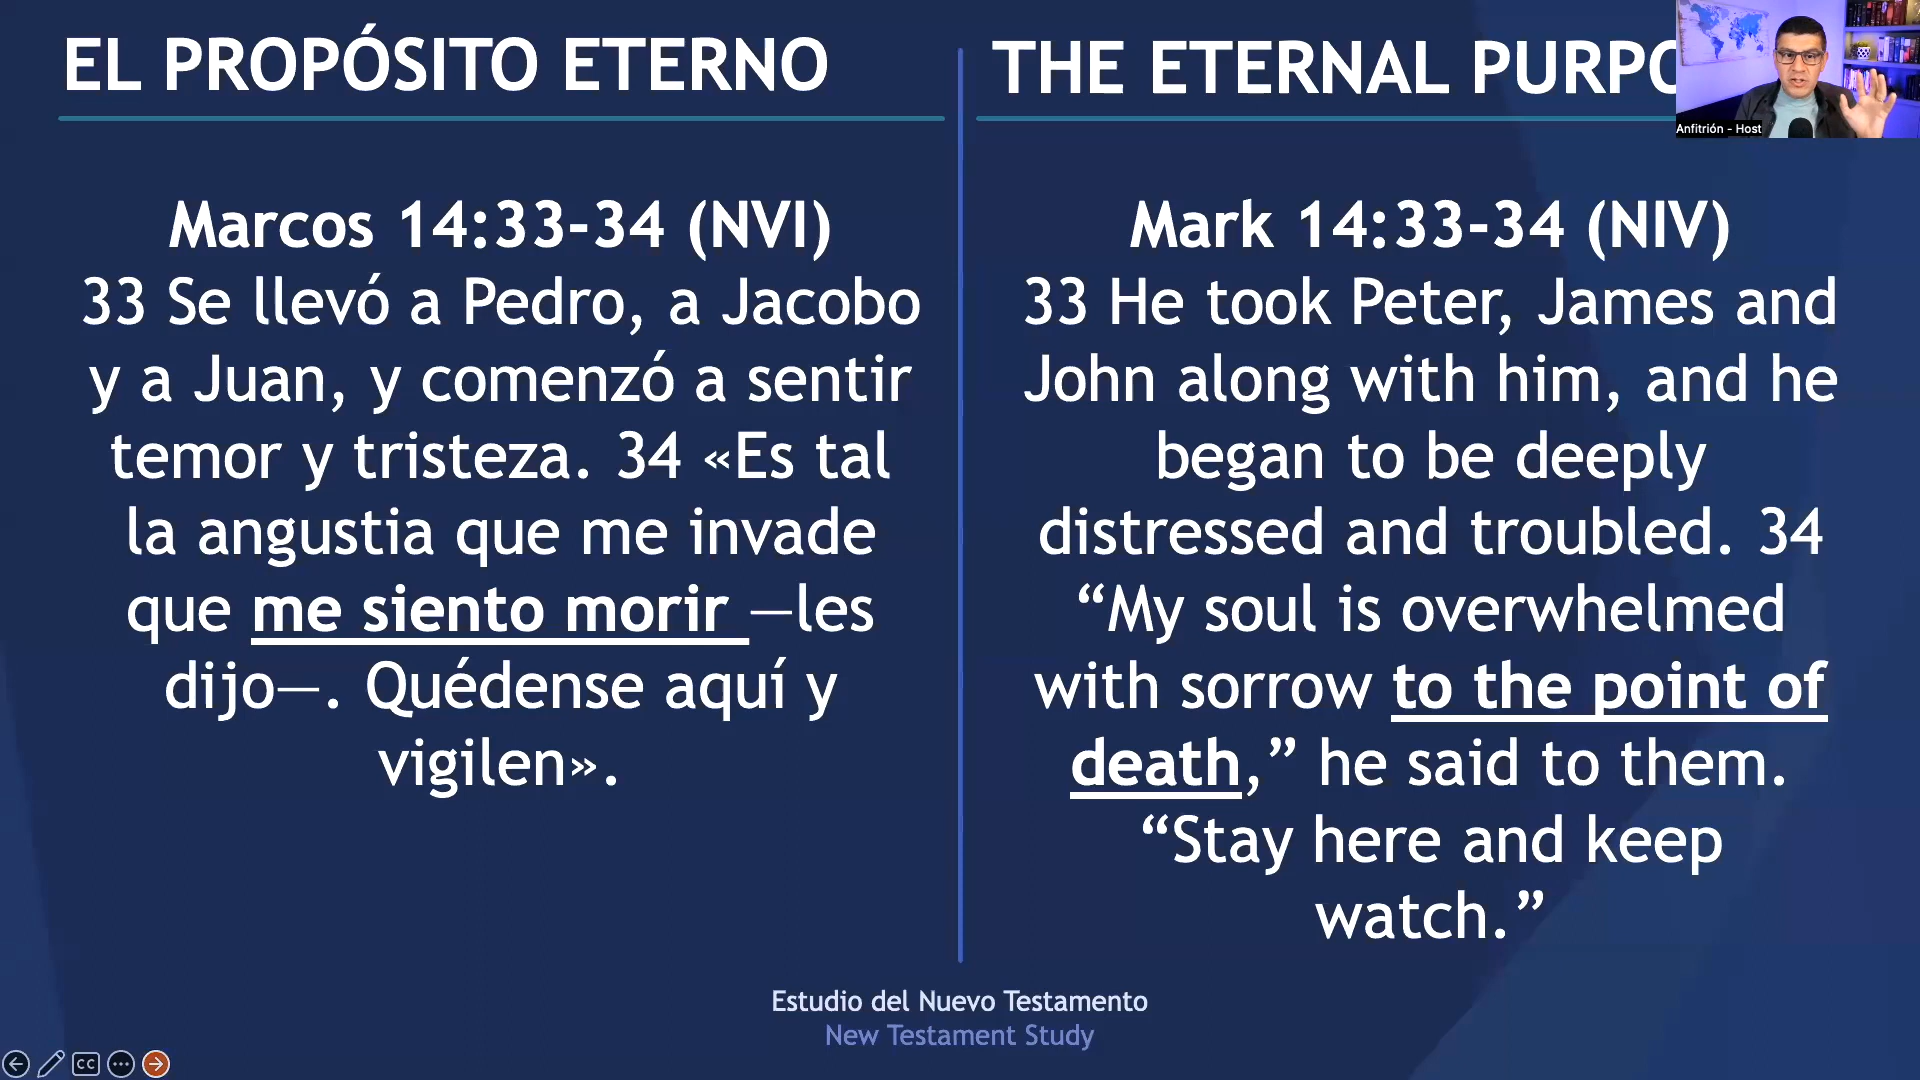 EL PROPÓSITO ETERNO
Marcos 14:33-34 (NVI)
33 Se llevó a Pedro, a Jacobo
y a Juan, y comenzó a sentir
temor y tristeza. 34 «Es tal
la angustia que me invade
que me siento morir —les
dijo—. Quédense aquí y
vigilen».
THE ETERNAL PURPO
Mark 14:33-34 (NIV)
33 He took Peter, James and
John along with him, and he
began to be deeply
distressed and troubled. 34
“My soul is overwhelmed
with sorrow to the point of
death,” he said to them.
“Stay here and keep
watch.”
Anfitrión - Host
Estudio del Nuevo Testamento
New Testament Study
CC